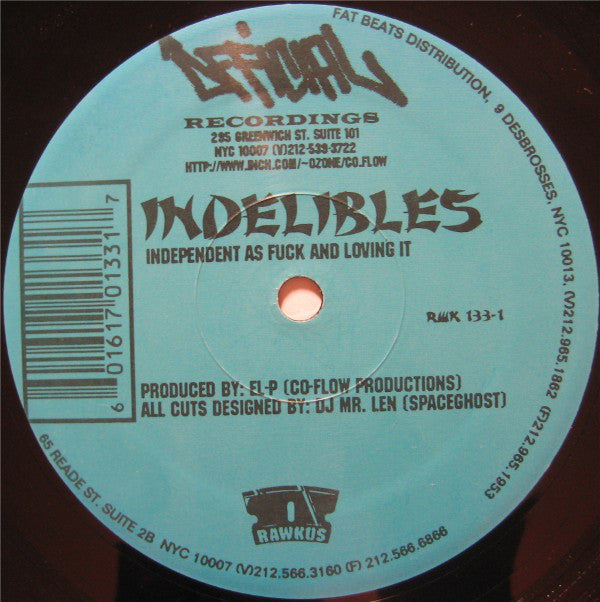 OFFICIAL
RECORDINGS
295 GREENWICH ST. SUITE 101
NYC 10007 (V)212-539-3722
HTTP://WWW.INCH.COM/~OZONE/CO.FLOW
INDELIBLES
INDEPENDENT AS FUCK AND LOVING IT
RWK 133-1
6 01617 01331 7
PRODUCED BY: EL-P (CO-FLOW PRODUCTIONS)
ALL CUTS DESIGNED BY: DJ MR. LEN (SPACEGHOST)
RAWKUS
FAT BEATS DISTRIBUTION, 9 DESBROSSES, NYC 10013. (V)212.965.1862 (F)212.965.1953
65 READE ST. SUITE 2B NYC 10007 (V)212.566.3160 (F) 212.566.6866